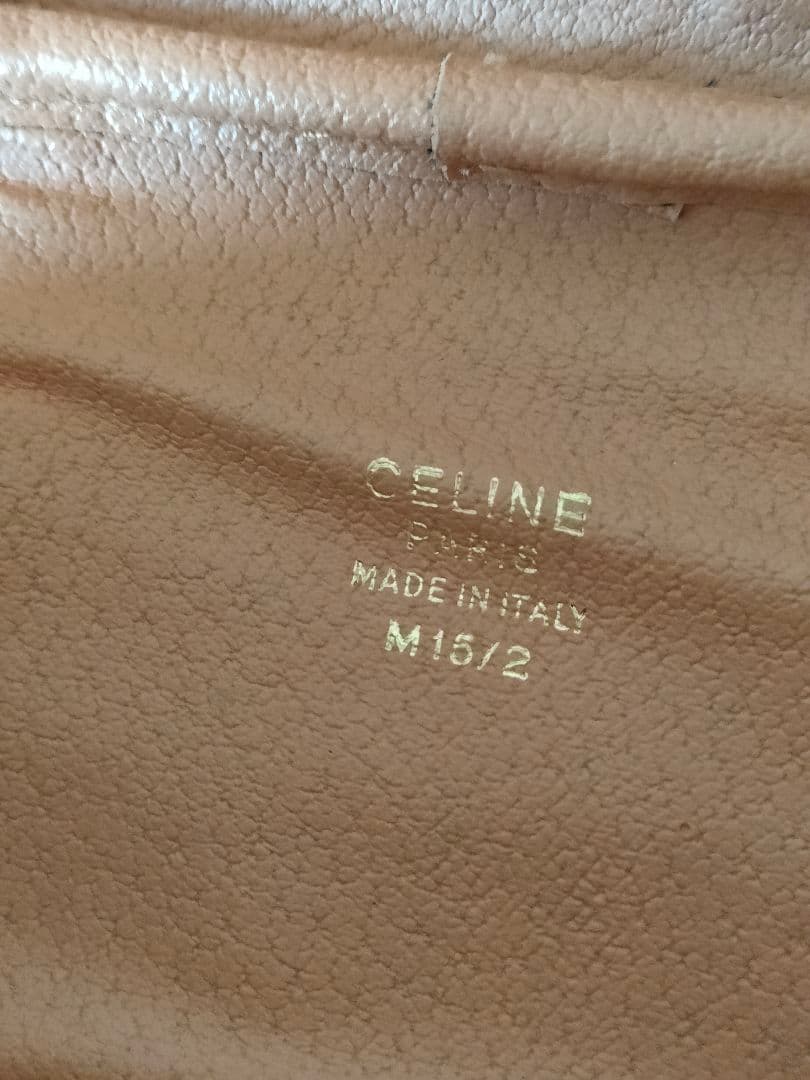 CELINE
PARIS
MADE IN ITALY
M15/2